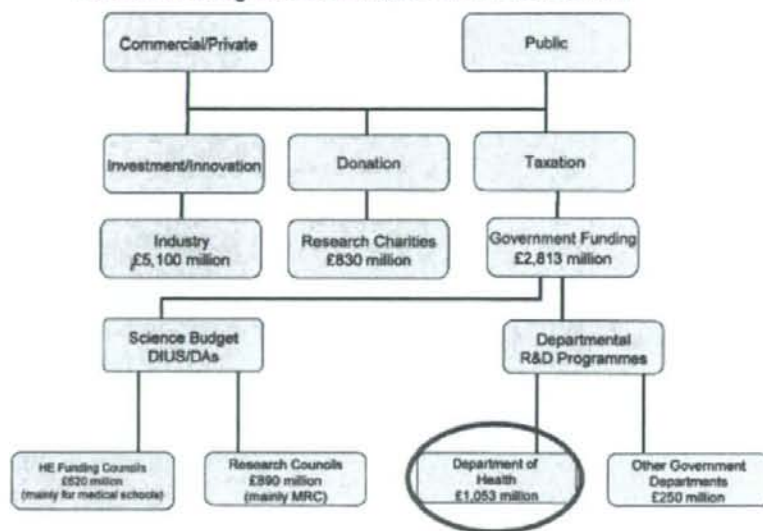 Commercial/Private
Public
Investment/Innovation
Donation
Taxation
Industry
£5,100 million
Research Charities
£830 million
Government Funding
£2,813 million
Science Budget
DIUS/DAs
Departmental
R&D Programmes
HE Funding Councils
£620 million
(mainly for medical schools)
Research Councils
£890 million
(mainly MRC)
Department of
Health
£1,053 million
Other Government
Departments
£250 million